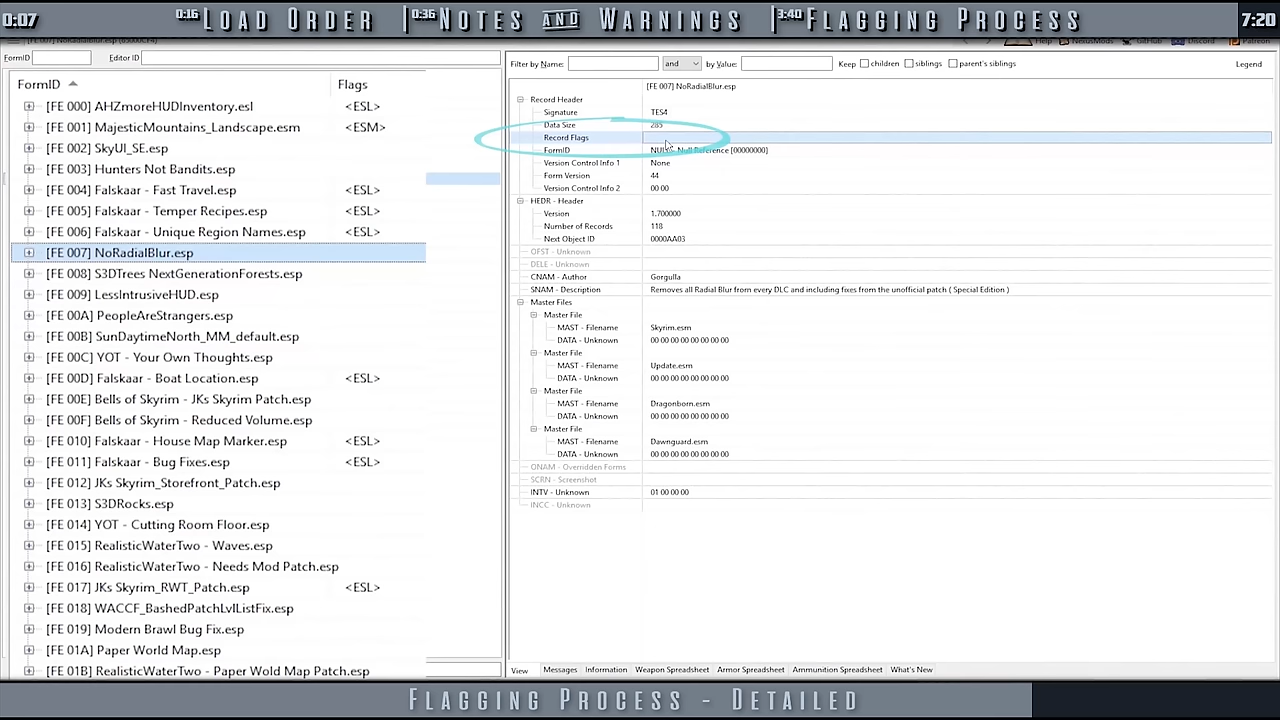 0:07 0:16 Load Order 0:36 Notes and Warnings 3:40 Flagging Process 7:20
Help NexusMods GitHub Discord Patreon
FormID Editor ID
Filter by Name: and by Value: Keep children siblings parent's siblings Legend
FormID Flags
[FE 000] AHZmoreHUDInventory.esl <ESL>
[FE 001] MajesticMountains_Landscape.esm <ESM>
[FE 002] SkyUI_SE.esp
[FE 003] Hunters Not Bandits.esp
[FE 004] Falskaar - Fast Travel.esp <ESL>
[FE 005] Falskaar - Temper Recipes.esp <ESL>
[FE 006] Falskaar - Unique Region Names.esp <ESL>
[FE 007] NoRadialBlur.esp
[FE 008] S3DTrees NextGenerationForests.esp
[FE 009] LessIntrusiveHUD.esp
[FE 00A] PeopleAreStrangers.esp
[FE 00B] SunDaytimeNorth_MM_default.esp
[FE 00C] YOT - Your Own Thoughts.esp
[FE 00D] Falskaar - Boat Location.esp <ESL>
[FE 00E] Bells of Skyrim - JKs Skyrim Patch.esp
[FE 00F] Bells of Skyrim - Reduced Volume.esp
[FE 010] Falskaar - House Map Marker.esp <ESL>
[FE 011] Falskaar - Bug Fixes.esp <ESL>
[FE 012] JKs Skyrim_Storefront_Patch.esp
[FE 013] S3DRocks.esp
[FE 014] YOT - Cutting Room Floor.esp
[FE 015] RealisticWaterTwo - Waves.esp
[FE 016] RealisticWaterTwo - Needs Mod Patch.esp
[FE 017] JKs Skyrim_RWT_Patch.esp <ESL>
[FE 018] WACCF_BashedPatchLvlListFix.esp
[FE 019] Modern Brawl Bug Fix.esp
[FE 01A] Paper World Map.esp
[FE 01B] RealisticWaterTwo - Paper Wold Map Patch.esp
[FE 007] NoRadialBlur.esp
Record Header
Signature TES4
Data Size 285
Record Flags
FormID Null Reference [00000000]
Version Control Info 1 None
Form Version 44
Version Control Info 2 00 00
HEDR - Header
Version 1.700000
Number of Records 118
Next Object ID 0000AA03
OFST - Unknown
DELE - Unknown
CNAM - Author Gorgulla
SNAM - Description Removes all Radial Blur from every DLC and including fixes from the unofficial patch ( Special Edition )
Master Files
Master File
MAST - Filename Skyrim.esm
DATA - Unknown 00 00 00 00 00 00 00 00
Master File
MAST - Filename Update.esm
DATA - Unknown 00 00 00 00 00 00 00 00
Master File
MAST - Filename Dragonborn.esm
DATA - Unknown 00 00 00 00 00 00 00 00
Master File
MAST - Filename Dawnguard.esm
DATA - Unknown 00 00 00 00 00 00 00 00
ONAM - Overridden Forms
SCRN - Screenshot
INTV - Unknown 01 00 00 00
INCC - Unknown
View Messages Information Weapon Spreadsheet Armor Spreadsheet Ammunition Spreadsheet What's New
Flagging Process - Detailed